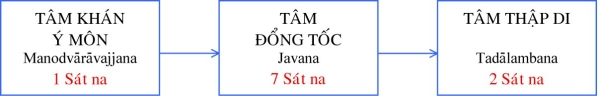 TÂM KHÁN
Ý MÔN
Manodvārāvajjana
1 Sát na
TÂM
ĐỔNG TỐC
Javana
7 Sát na
TÂM THẬP DI
Tadālambana
2 Sát na